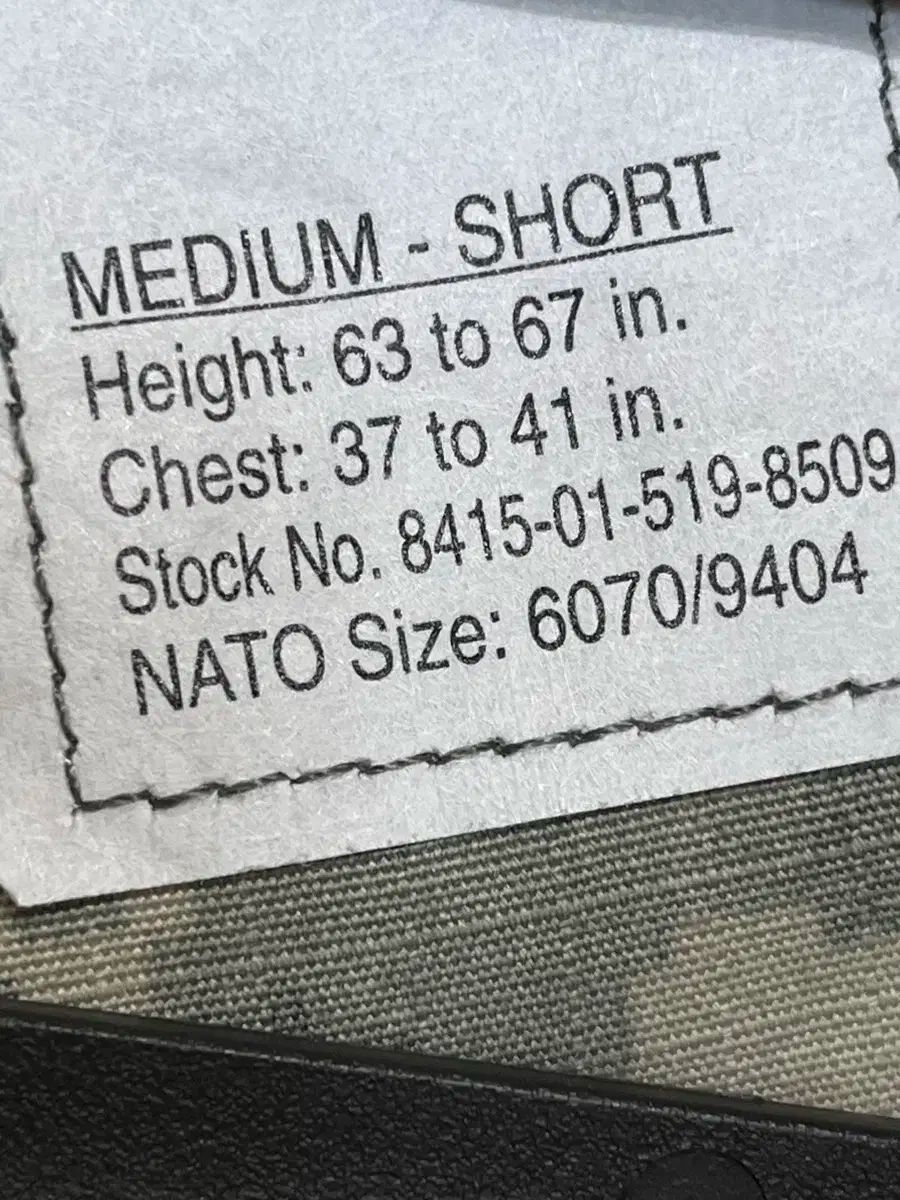 MEDIUM - SHORT
Height: 63 to 67 in.
Chest: 37 to 41 in.
Stock No. 8415-01-519-8509
NATO Size: 6070/9404